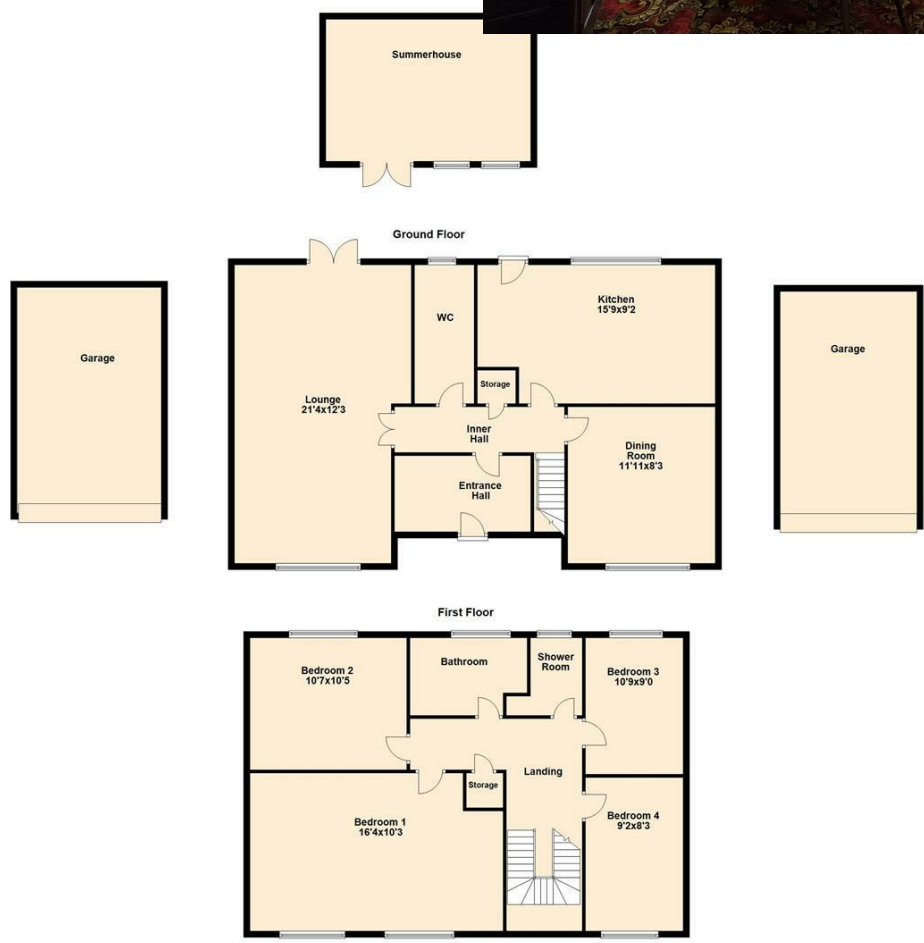 Summerhouse
Ground Floor
Garage
Lounge
21'4x12'3
WC
Kitchen
15'9x9'2
Storage
Inner
Hall
Entrance
Hall
Dining
Room
11'11x8'3
Garage
First Floor
Bedroom 2
10'7x10'5
Bathroom
Shower
Room
Bedroom 3
10'9x9'0
Landing
Storage
Bedroom 1
16'4x10'3
Bedroom 4
9'2x8'3